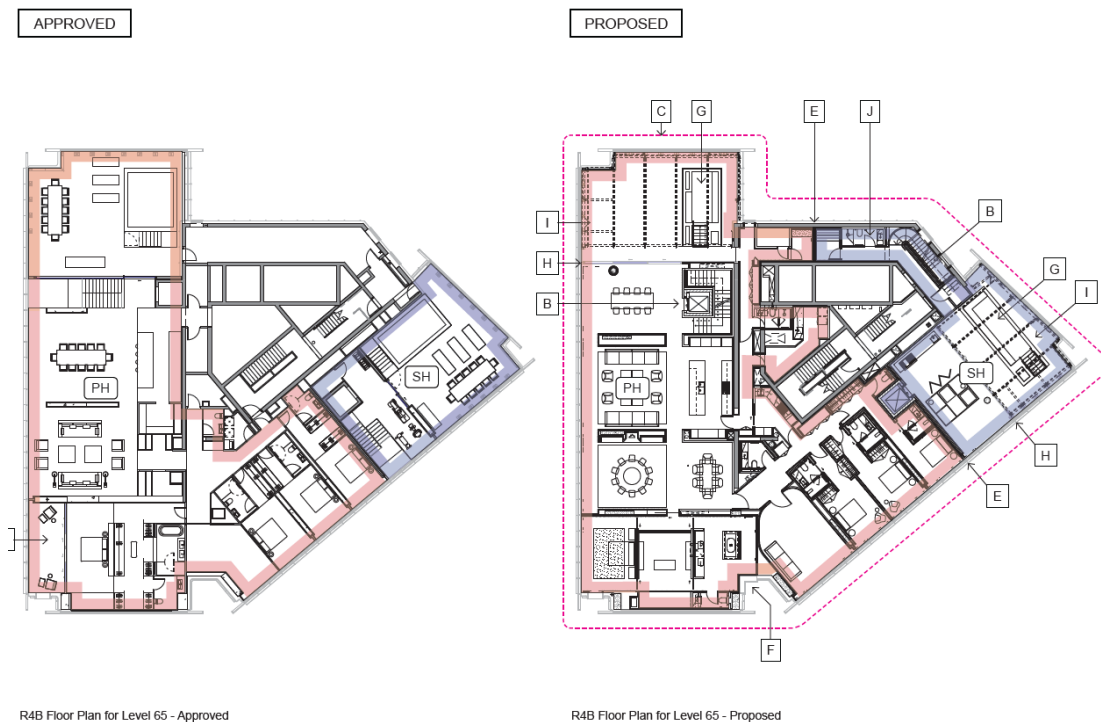 APPROVED
PROPOSED
C
G
E
J
B
I
H
B
G
I
PH
SH
PH
SH
H
E
F
R4B Floor Plan for Level 65 - Approved
R4B Floor Plan for Level 65 - Proposed